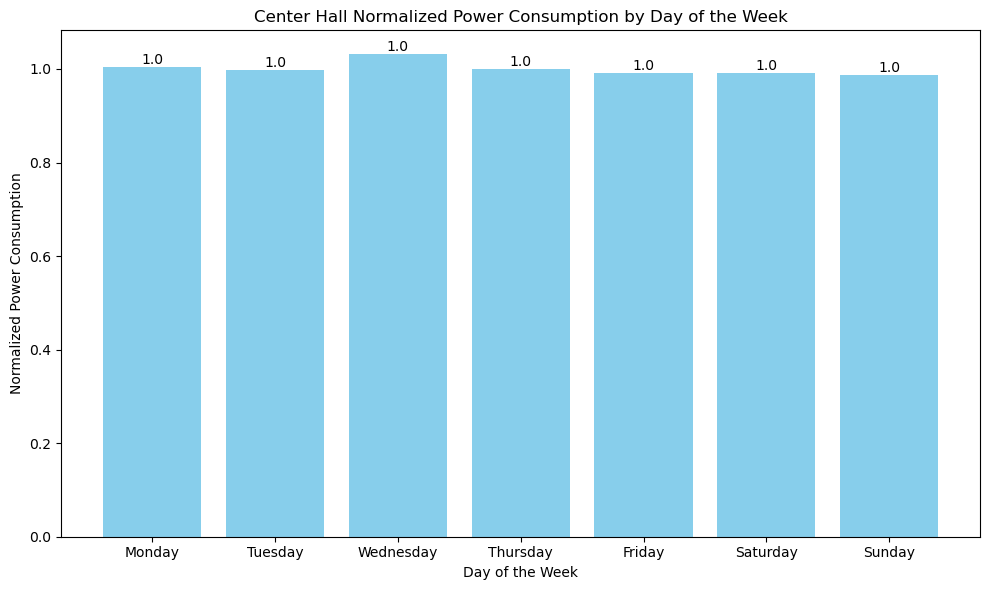 Center Hall Normalized Power Consumption by Day of the Week
1.0 1.0 1.0 1.0 1.0 1.0 1.0
Normalized Power Consumption
1.0
0.8
0.6
0.4
0.2
0.0
Monday Tuesday Wednesday Thursday Friday Saturday Sunday
Day of the Week